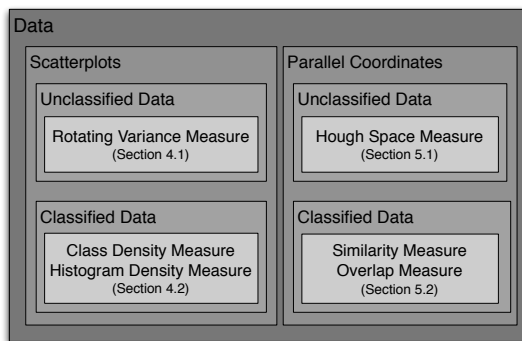 Data
Scatterplots
Unclassified Data
Rotating Variance Measure
(Section 4.1)
Classified Data
Class Density Measure
Histogram Density Measure
(Section 4.2)
Parallel Coordinates
Unclassified Data
Hough Space Measure
(Section 5.1)
Classified Data
Similarity Measure
Overlap Measure
(Section 5.2)